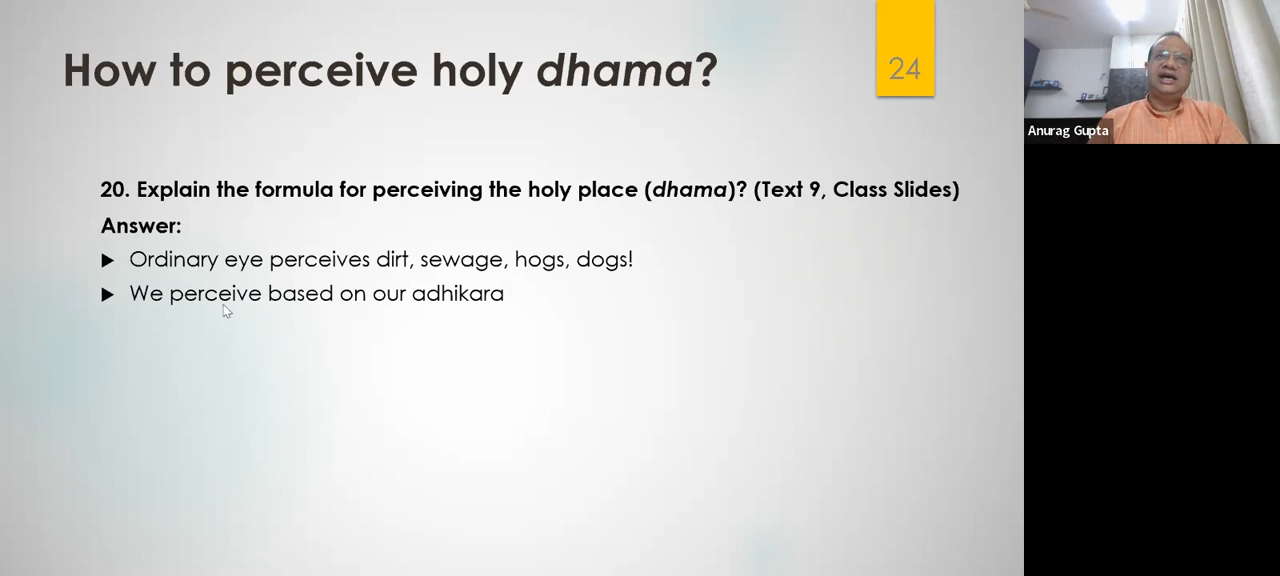 How to perceive holy dhama?
24
20. Explain the formula for perceiving the holy place (dhama)? (Text 9, Class Slides)
Answer:
Ordinary eye perceives dirt, sewage, hogs, dogs!
We perceive based on our adhikara
Anurag Gupta